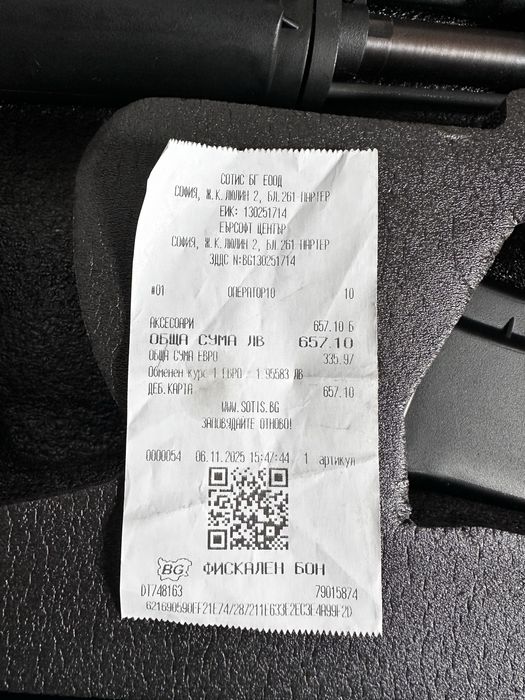 СОТИС БГ ЕООД
СОФИЯ, Ж.К.ЛЮЛИН 2, БЛ.261-ПАРТЕР
ЕИК: 130251714
ЕЪРСОФТ ЦЕНТЪР
СОФИЯ, Ж.К.ЛЮЛИН 2, БЛ.261-ПАРТЕР
ЗДДС N:BG130251714
#01 ОПЕРАТОР10 10
АКСЕСОАРИ 657.10 Б
ОБЩА СУМА ЛВ 657.10
ОБЩА СУМА ЕВРО 335.97
Обменен курс 1 ЕВРО = 1.95583 ЛВ
ДЕБ.КАРТА 657.10
WWW.SOTIS.BG
ЗАПОВЯДАЙТЕ ОТНОВО!
0000054 06.11.2025 15:47:44 1 артикул
BG ФИСКАЛЕН БОН
DT748163 79015874